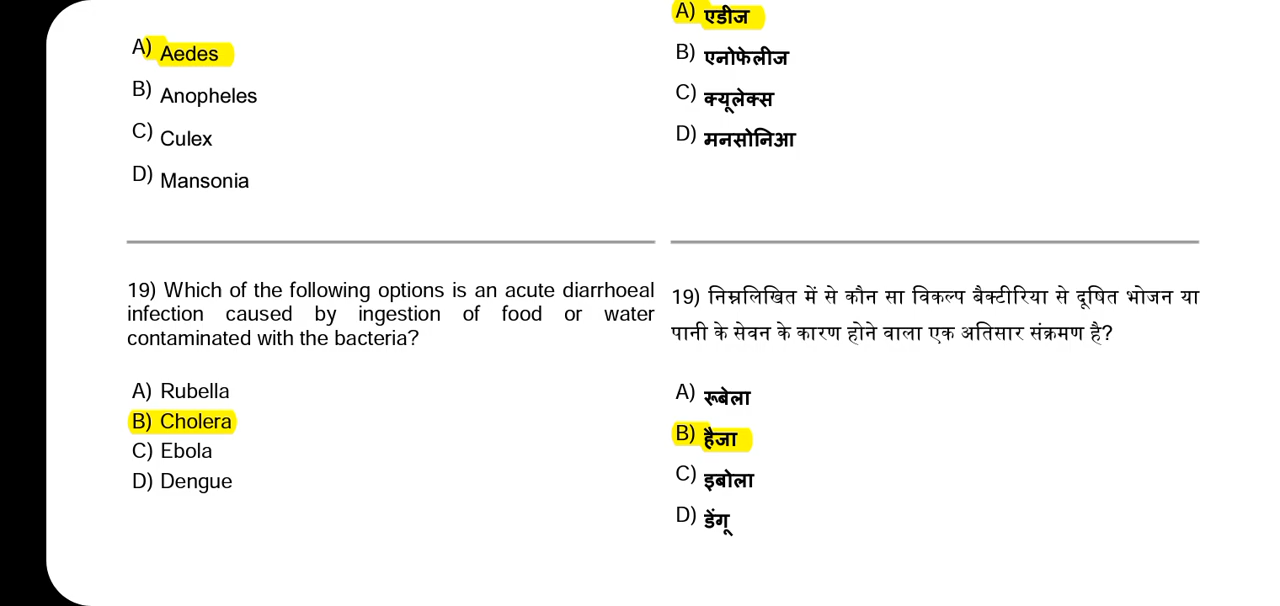 A) Aedes
B) Anopheles
C) Culex
D) Mansonia
A) एडीज
B) एनोफेलीज
C) क्यूलेक्स
D) मनसोनिआ
19) Which of the following options is an acute diarrhoeal
infection caused by ingestion of food or water
contaminated with the bacteria?
A) Rubella
B) Cholera
C) Ebola
D) Dengue
19) निम्नलिखित में से कौन सा विकल्प बैक्टीरिया से दूषित भोजन या
पानी के सेवन के कारण होने वाला एक अतिसार संक्रमण है?
A) रूबेला
B) हैजा
C) इबोला
D) डेंगू